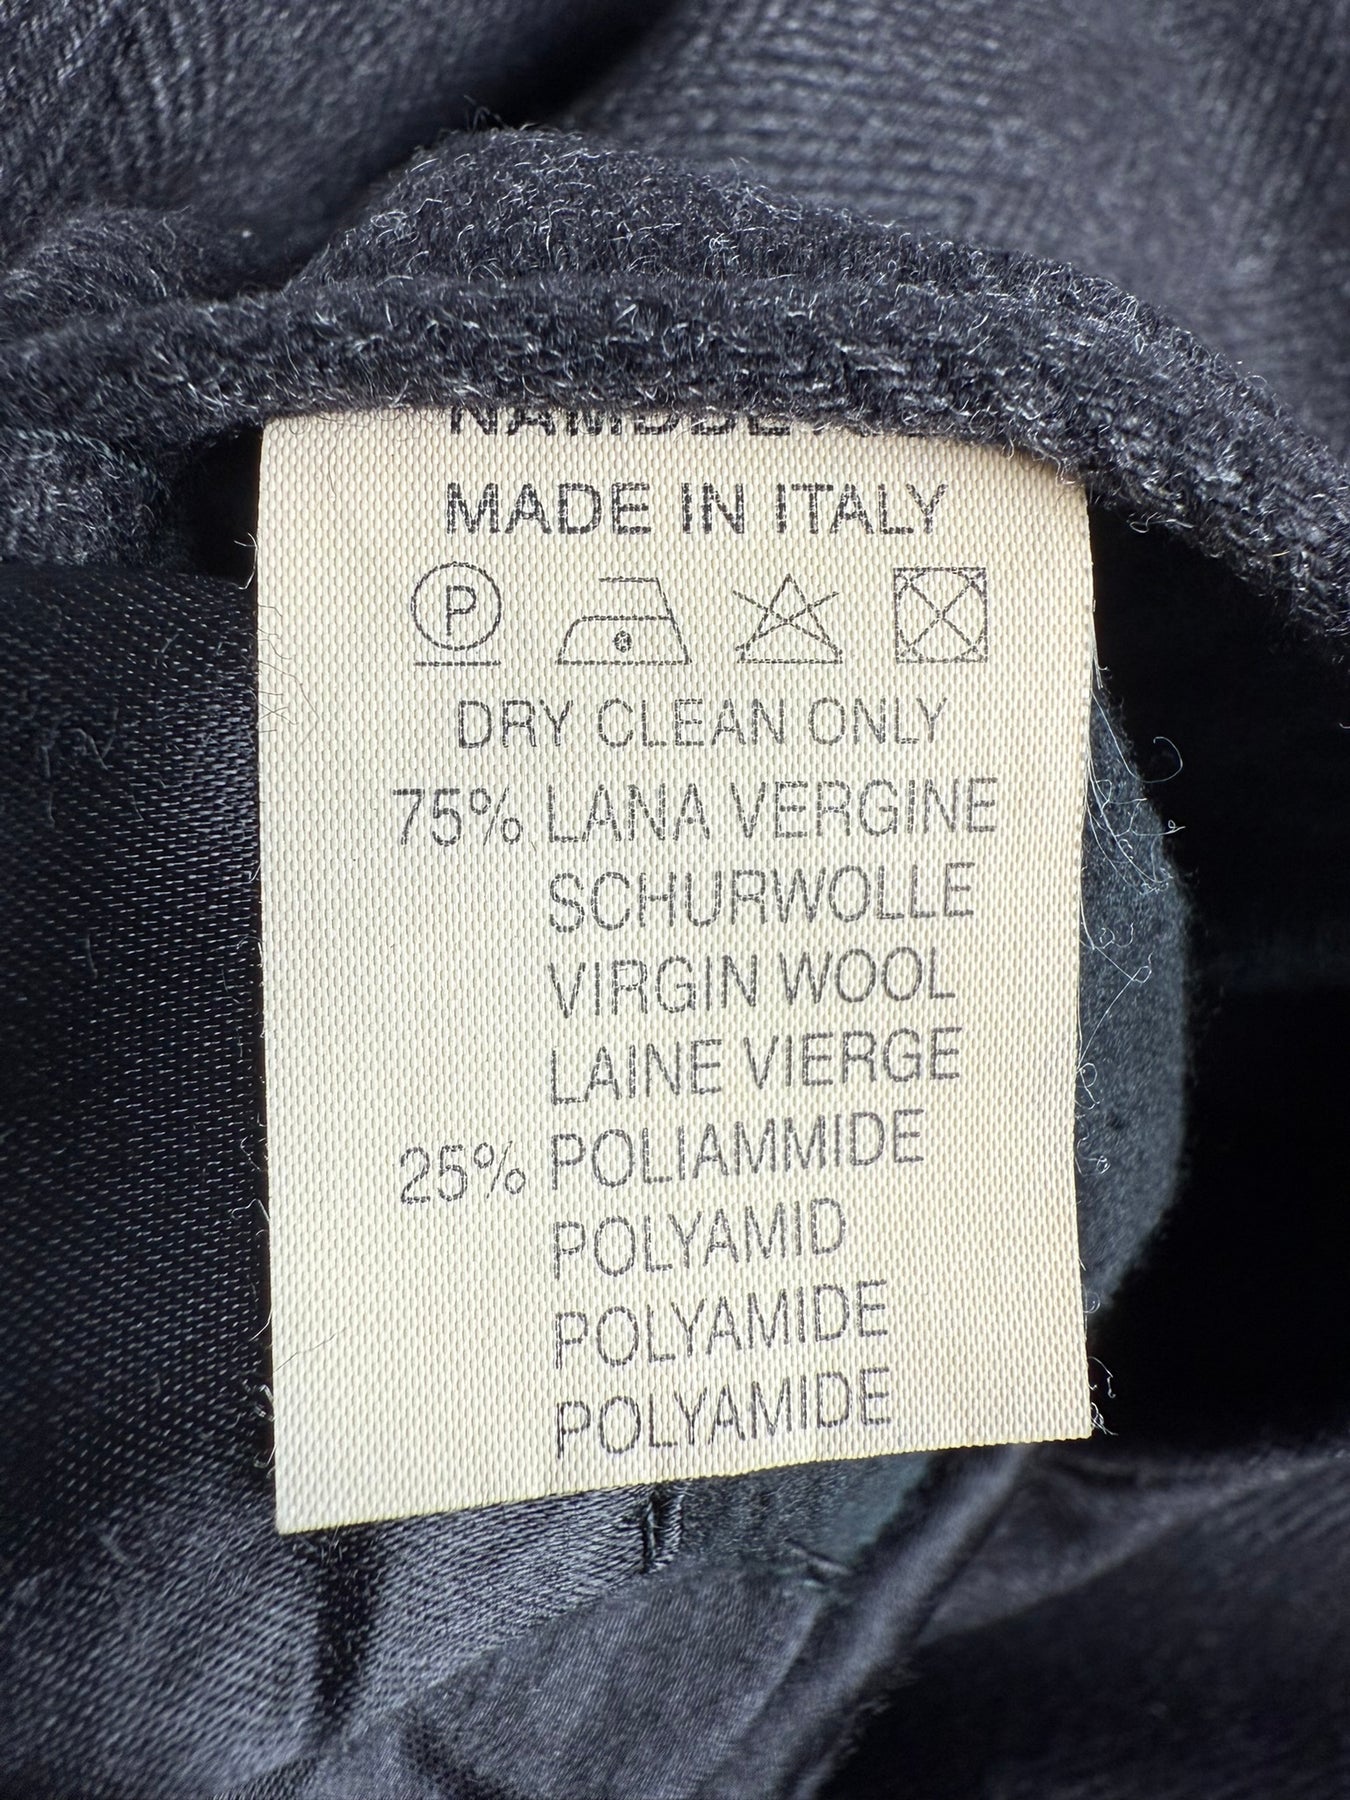 MADE IN ITALY
P
DRY CLEAN ONLY
75% LANA VERGINE
SCHURWOLLE
VIRGIN WOOL
LAINE VIERGE
25% POLIAMMIDE
POLYAMID
POLYAMIDE
POLYAMIDE